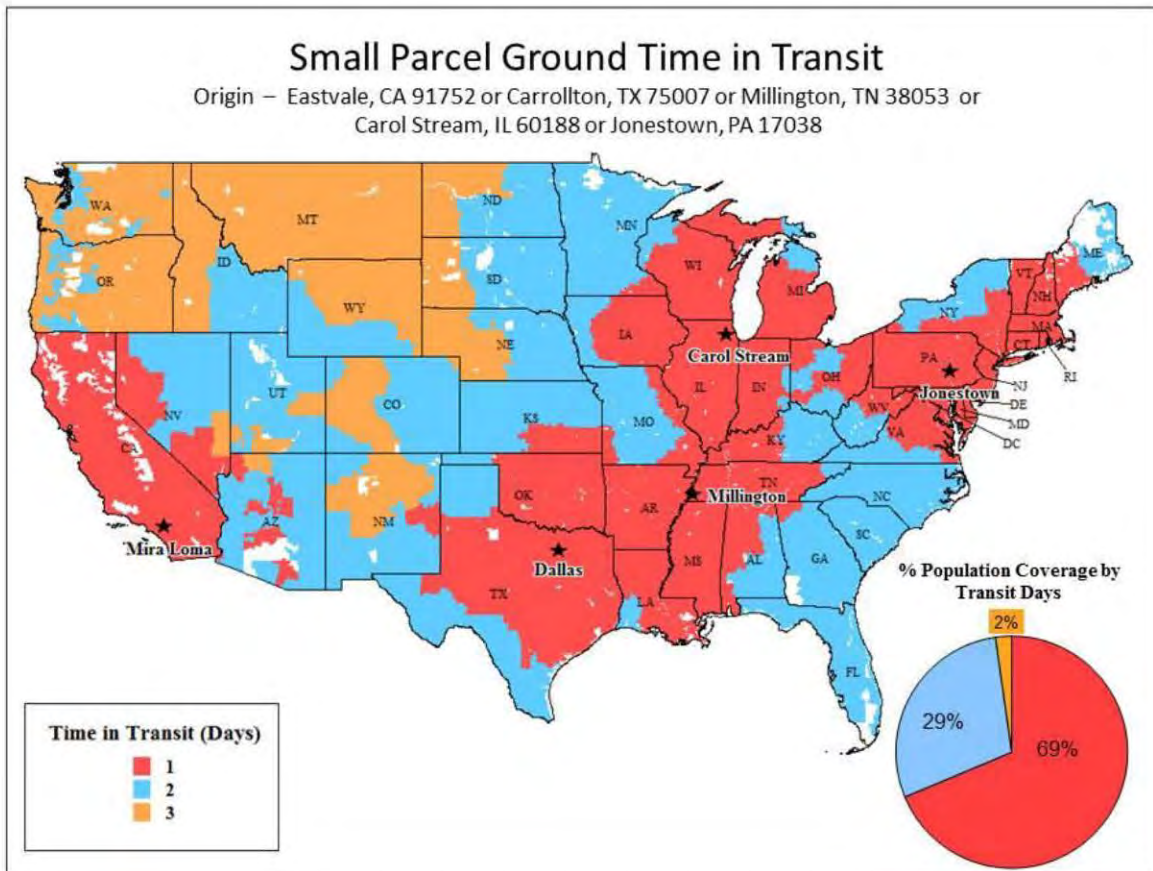 Small Parcel Ground Time in Transit
Origin – Eastvale, CA 91752 or Carrollton, TX 75007 or Millington, TN 38053 or
Carol Stream, IL 60188 or Jonestown, PA 17038
WA
MT
ND
MN
ME
OR
ID
SD
WI
MI
VT
NH
NY
MA
CT
RI
WY
IA
NE
Carol Stream
PA
Jonestown
NJ
DE
MD
DC
NV
UT
CO
KS
MO
IL
IN
OH
WV
VA
KY
CA
Mira Loma
AZ
NM
OK
AR
Millington
TN
NC
SC
Dallas
TX
LA
MS
AL
GA
FL
% Population Coverage by
Transit Days
2%
29%
69%
Time in Transit (Days)
1
2
3